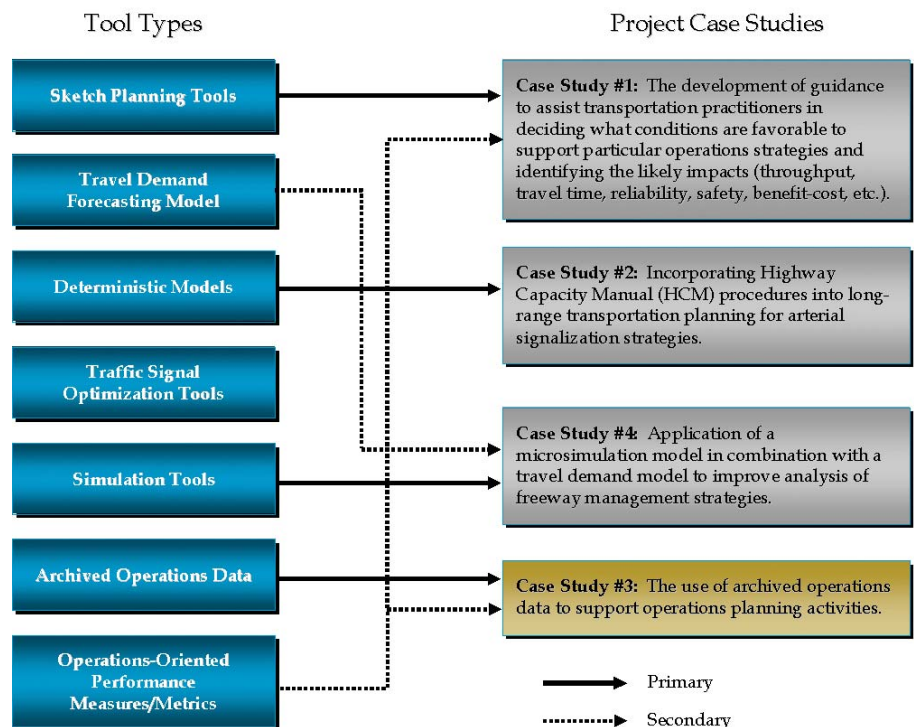 Tool Types
Project Case Studies
Sketch Planning Tools
Travel Demand
Forecasting Model
Deterministic Models
Traffic Signal
Optimization Tools
Simulation Tools
Archived Operations Data
Operations-Oriented
Performance
Measures/Metrics
Case Study #1: The development of guidance
to assist transportation practitioners in
deciding what conditions are favorable to
support particular operations strategies and
identifying the likely impacts (throughput,
travel time, reliability, safety, benefit-cost, etc.).
Case Study #2: Incorporating Highway
Capacity Manual (HCM) procedures into long-
range transportation planning for arterial
signalization strategies.
Case Study #4: Application of a
microsimulation model in combination with a
travel demand model to improve analysis of
freeway management strategies.
Case Study #3: The use of archived operations
data to support operations planning activities.
Primary
Secondary